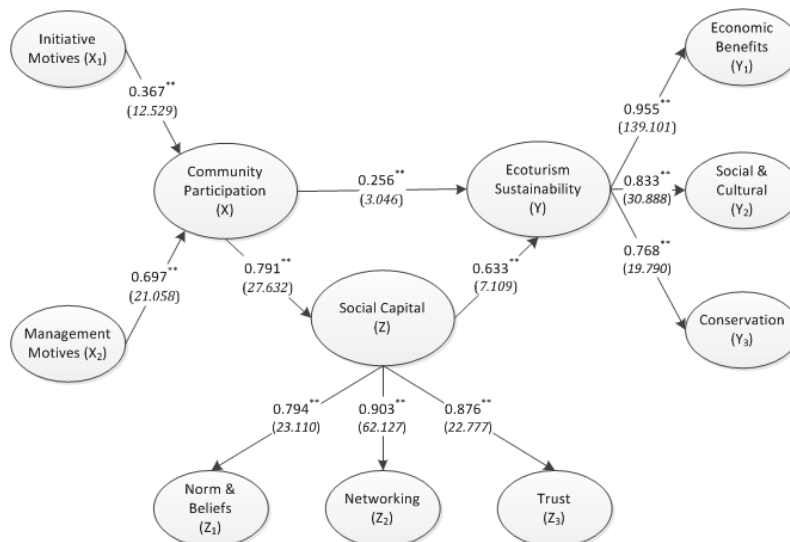 Initiative
Motives (X₁)
Economic
Benefits
(Y₁)
0.367**
(12.529)
0.955**
(139.101)
Community
Participation
(X)
0.256**
(3.046)
Ecoturism
Sustainability
(Y)
0.833**
(30.888)
Social &
Cultural
(Y₂)
0.697**
(21.058)
0.791**
(27.632)
0.633**
(7.109)
0.768**
(19.790)
Management
Motives (X₂)
Social Capital
(Z)
Conservation
(Y₃)
0.794**
(23.110)
0.903**
(62.127)
0.876**
(22.777)
Norm &
Beliefs
(Z₁)
Networking
(Z₂)
Trust
(Z₃)